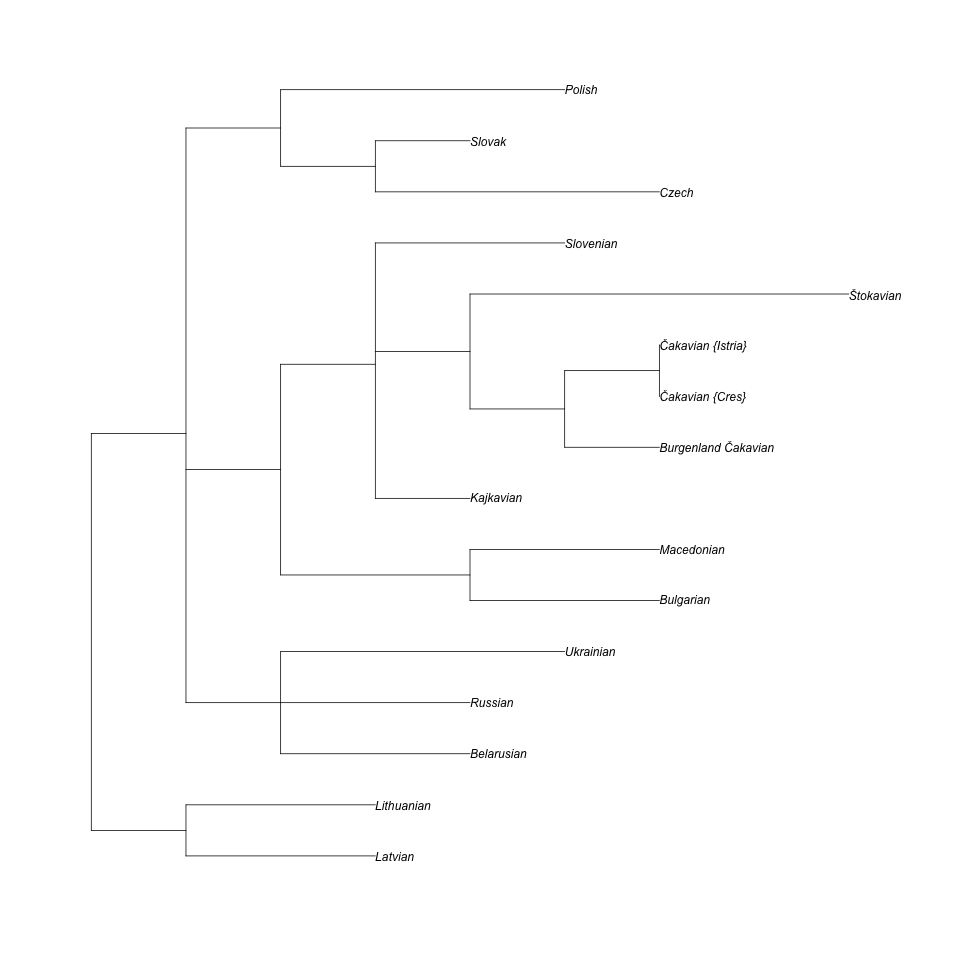 Polish
Slovak
Czech
Slovenian
Štokavian
Čakavian {Istria}
Čakavian {Cres}
Burgenland Čakavian
Kajkavian
Macedonian
Bulgarian
Ukrainian
Russian
Belarusian
Lithuanian
Latvian